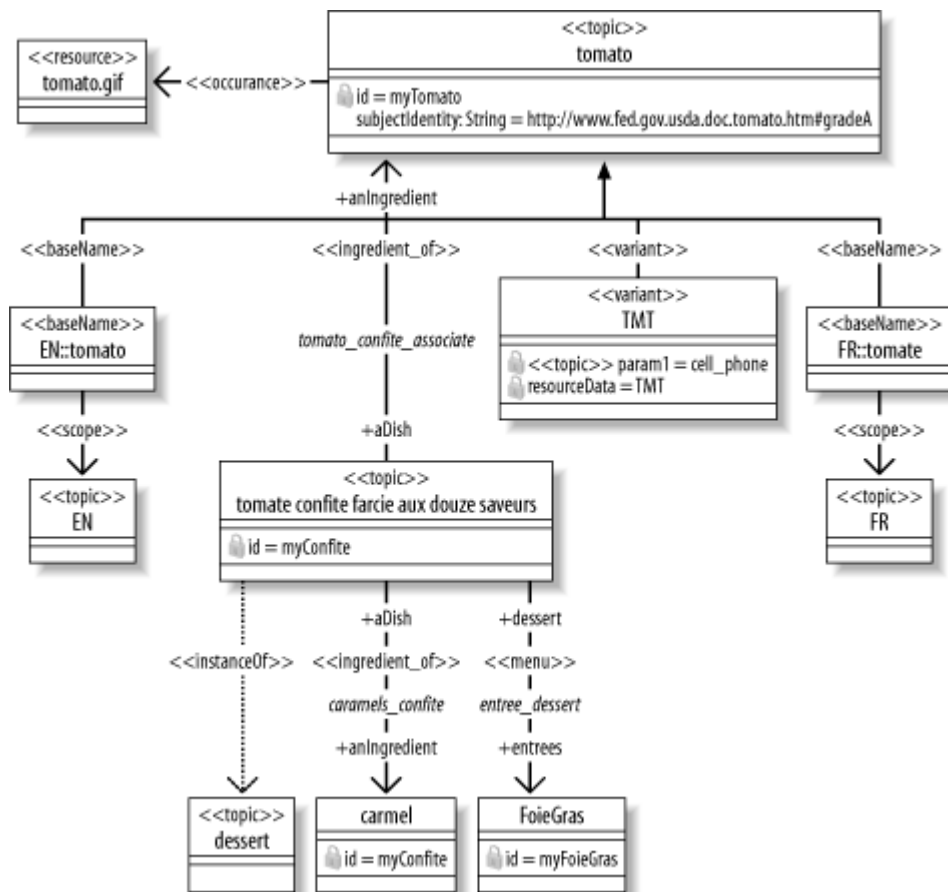 <<topic>>
tomato
id = myTomato
subjectIdentity: String = http://www.fed.gov.usda.doc.tomato.htm#gradeA
<<resource>>
tomato.gif
<<occurance>>
+anIngredient
<<baseName>>
<<ingredient_of>>
<<variant>>
<<baseName>>
<<baseName>>
EN::tomato
tomato_confite_associate
<<variant>>
TMT
<<topic>> param1 = cell_phone
resourceData = TMT
<<baseName>>
FR::tomate
<<scope>>
+aDish
<<scope>>
<<topic>>
EN
<<topic>>
tomate confite farcie aux douze saveurs
id = myConfite
<<topic>>
FR
+aDish
+dessert
<<instanceOf>>
<<ingredient_of>>
<<menu>>
caramels_confite
entree_dessert
+anIngredient
+entrees
<<topic>>
dessert
carmel
id = myConfite
FoieGras
id = myFoieGras